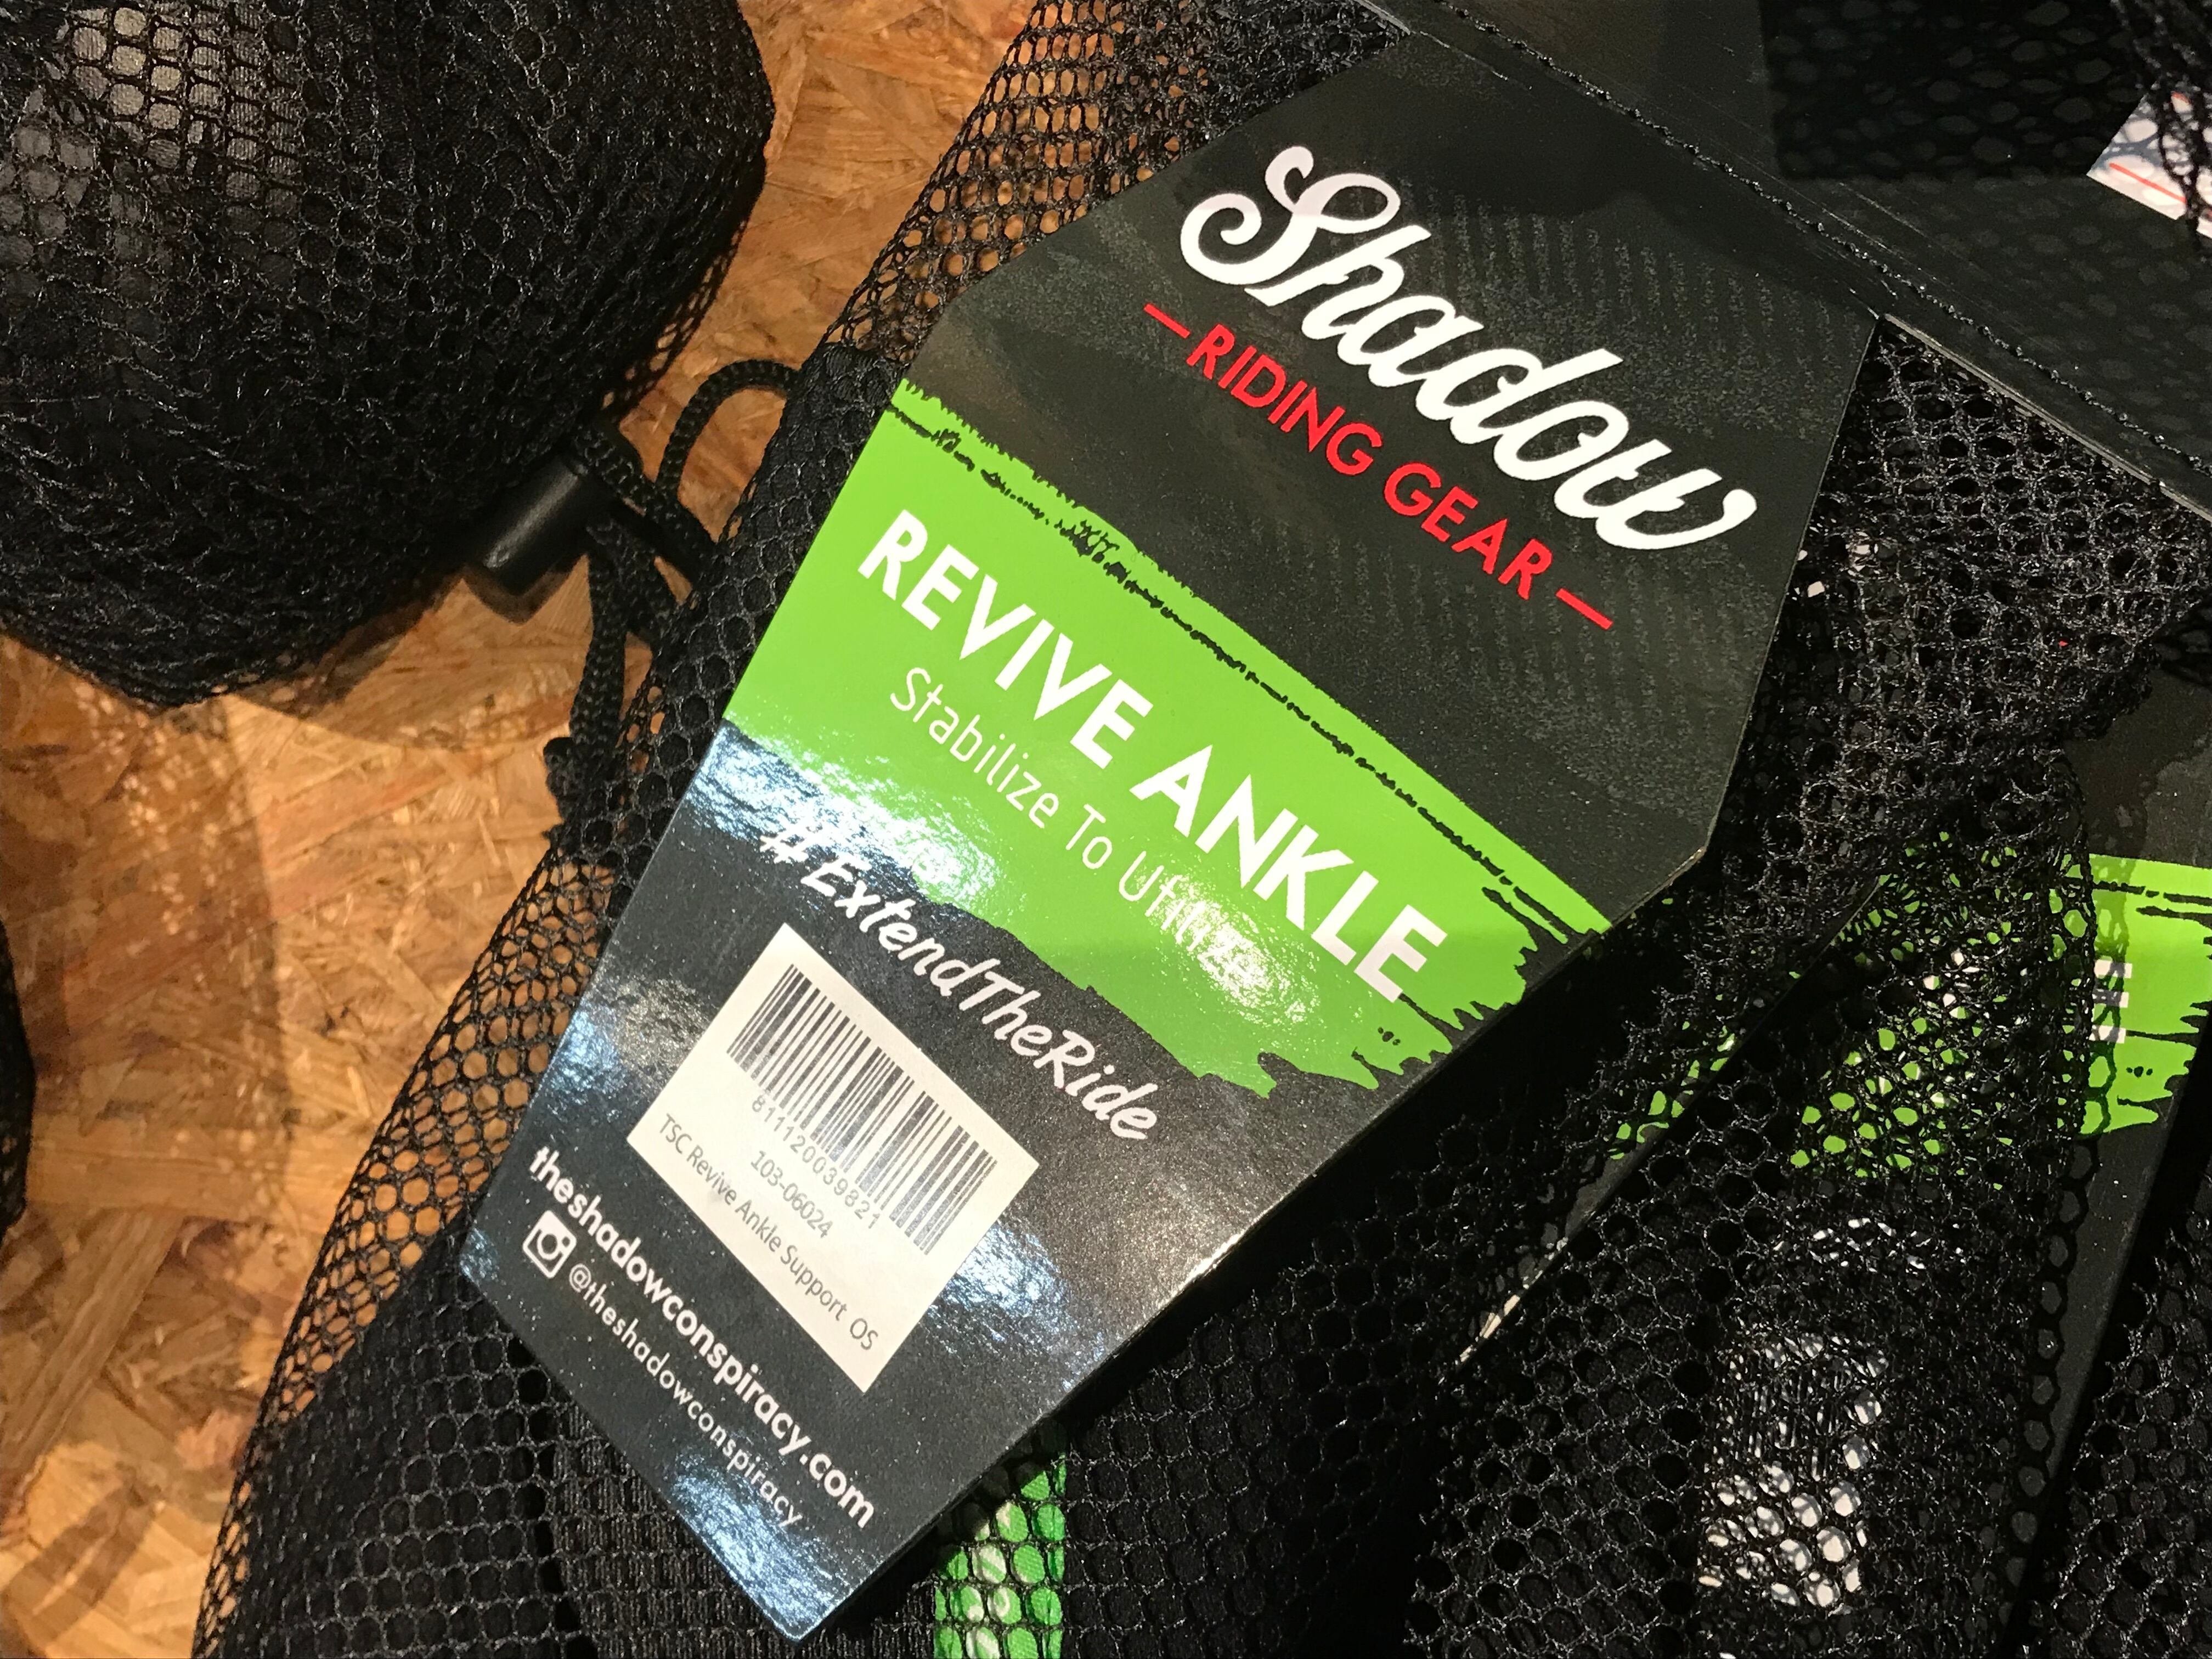 Shadow
RIDING GEAR
REVIVE ANKLE
Stabilize To Utilize
#ExtendTheRide
811120039821
103-06024
TSC Revive Ankle Support OS
theshadowconspiracy.com
@theshadowconspiracy